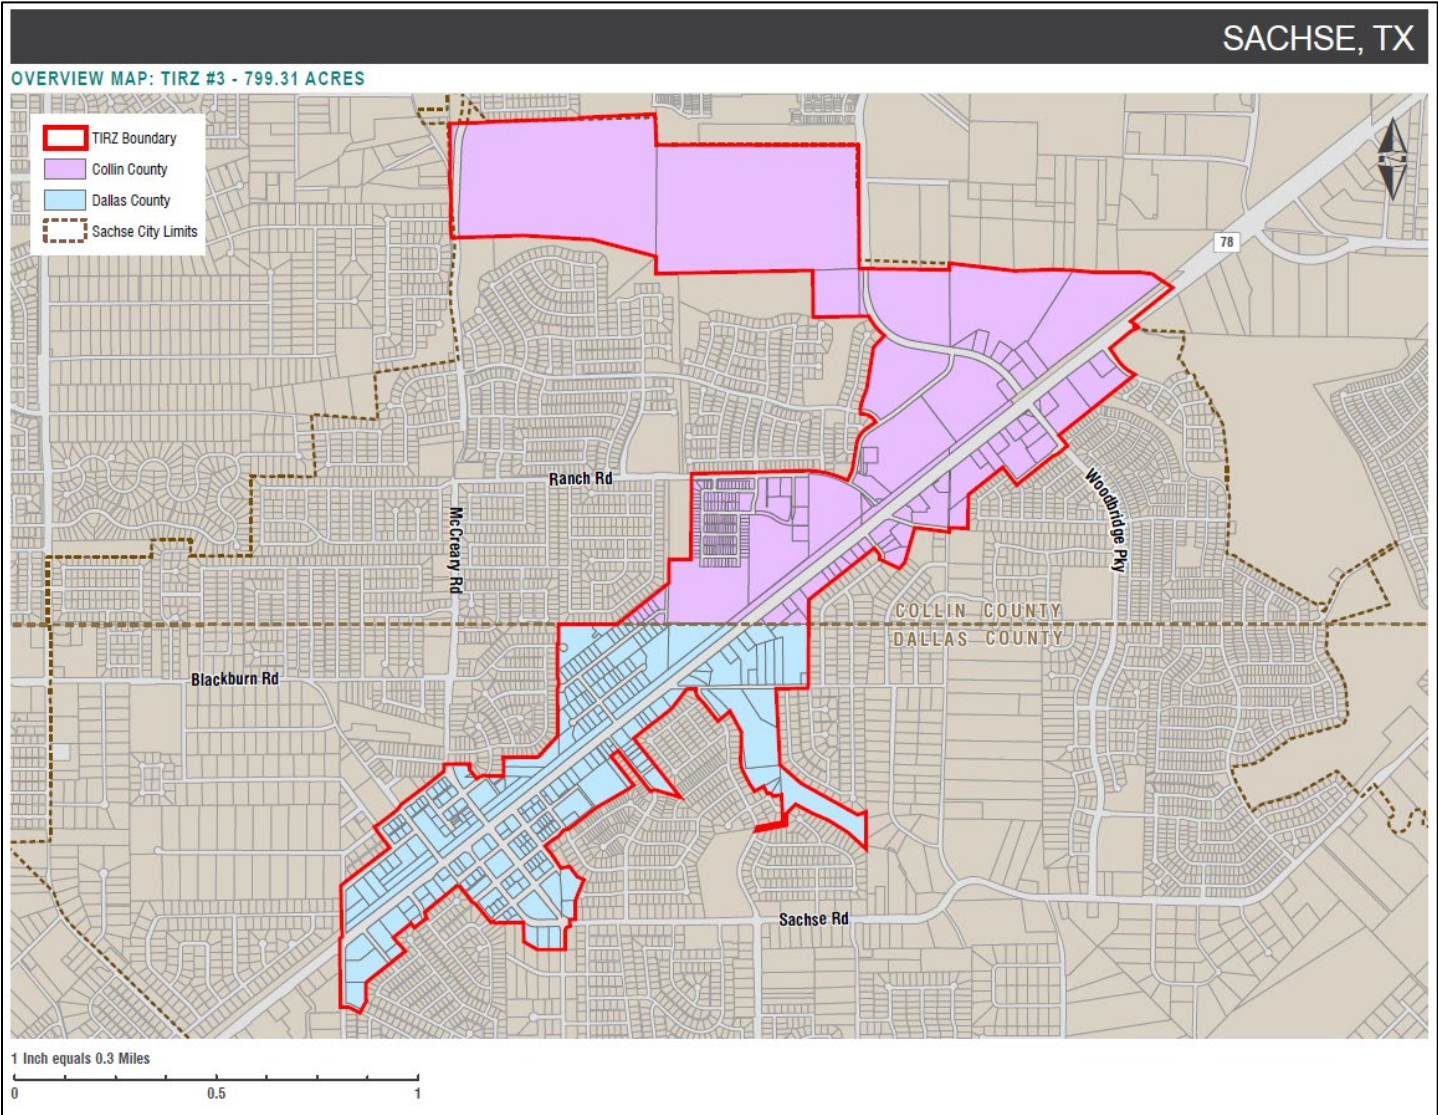 SACHSE, TX
OVERVIEW MAP: TIRZ #3 - 799.31 ACRES
TIRZ Boundary
Collin County
Dallas County
Sachse City Limits
78
Ranch Rd
McCreary Rd
Woodbridge Pky
COLLIN COUNTY
DALLAS COUNTY
Blackburn Rd
Sachse Rd
1 Inch equals 0.3 Miles
0 0.5 1